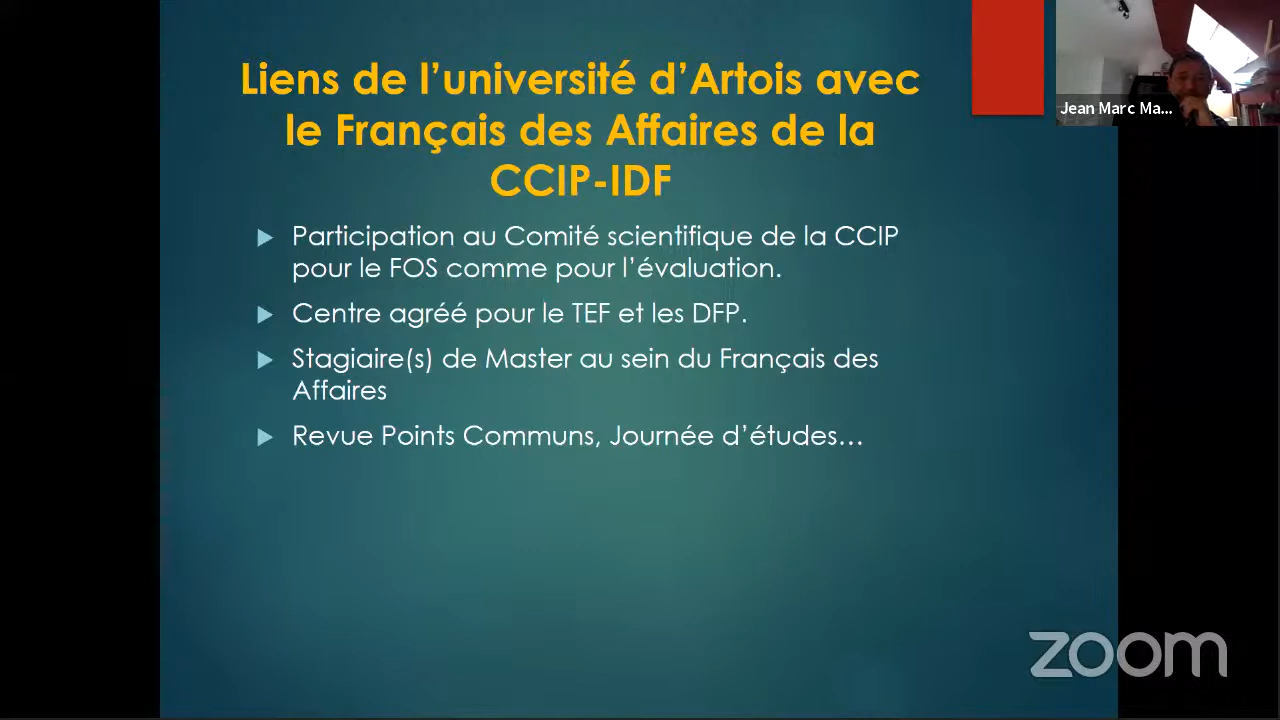 Liens de l’université d’Artois avec
le Français des Affaires de la
CCIP-IDF
Jean Marc Ma...
Participation au Comité scientifique de la CCIP
pour le FOS comme pour l’évaluation.
Centre agréé pour le TEF et les DFP.
Stagiaire(s) de Master au sein du Français des
Affaires
Revue Points Communs, Journée d’études…
zoom